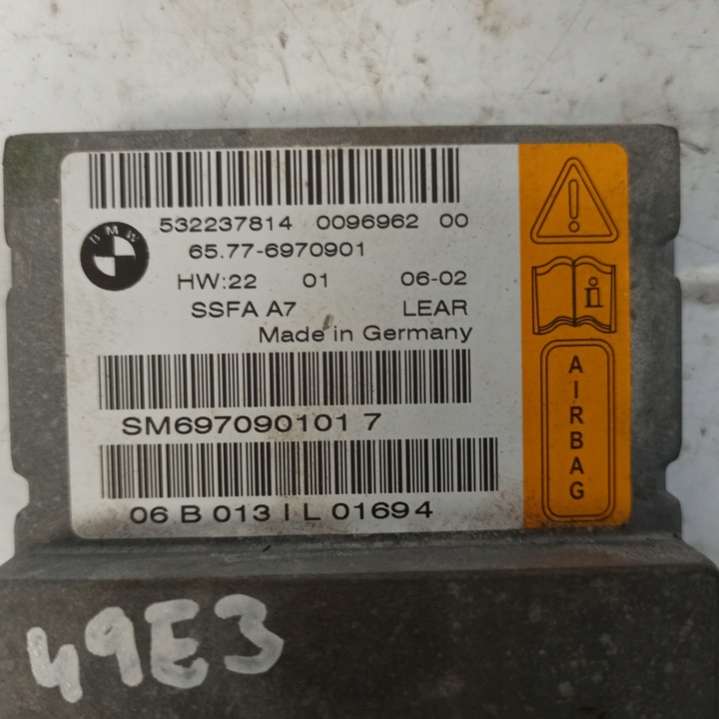 BMW
532237814 0096962 00
65.77-6970901
HW:22 01 06-02
SSFA A7 LEAR
Made in Germany
SM697090101 7
06 B 013 I L 01694
AIRBAG
49E3